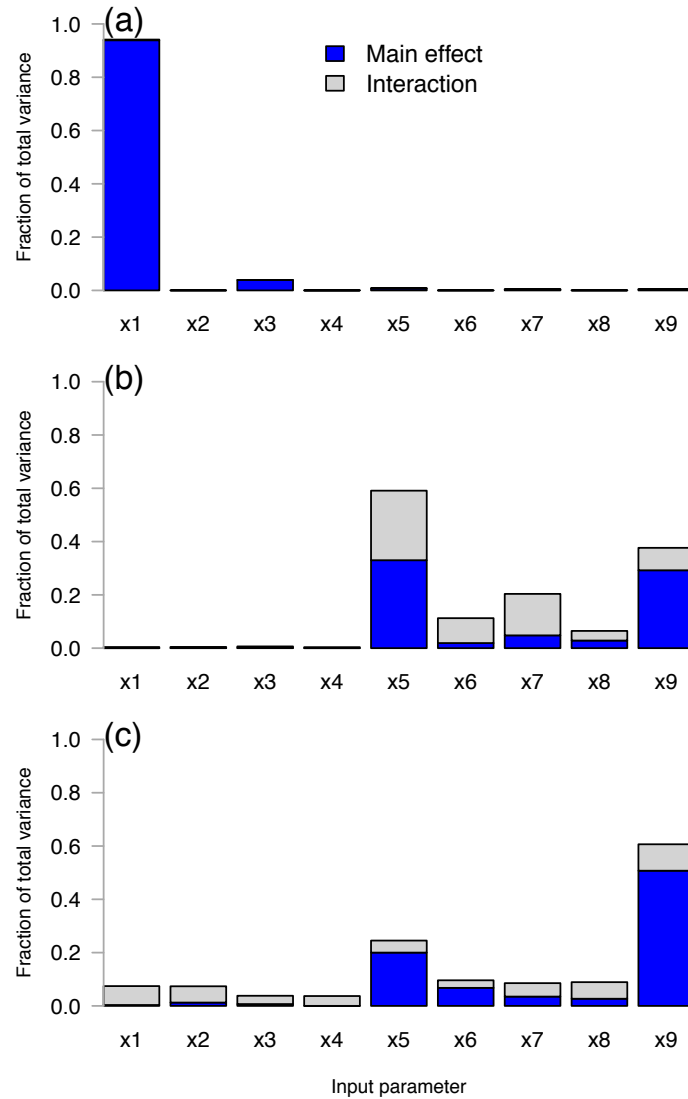 (a)
Main effect
Interaction
Fraction of total variance
1.0
0.8
0.6
0.4
0.2
0.0
x1 x2 x3 x4 x5 x6 x7 x8 x9
(b)
Fraction of total variance
1.0
0.8
0.6
0.4
0.2
0.0
x1 x2 x3 x4 x5 x6 x7 x8 x9
(c)
Fraction of total variance
1.0
0.8
0.6
0.4
0.2
0.0
x1 x2 x3 x4 x5 x6 x7 x8 x9
Input parameter